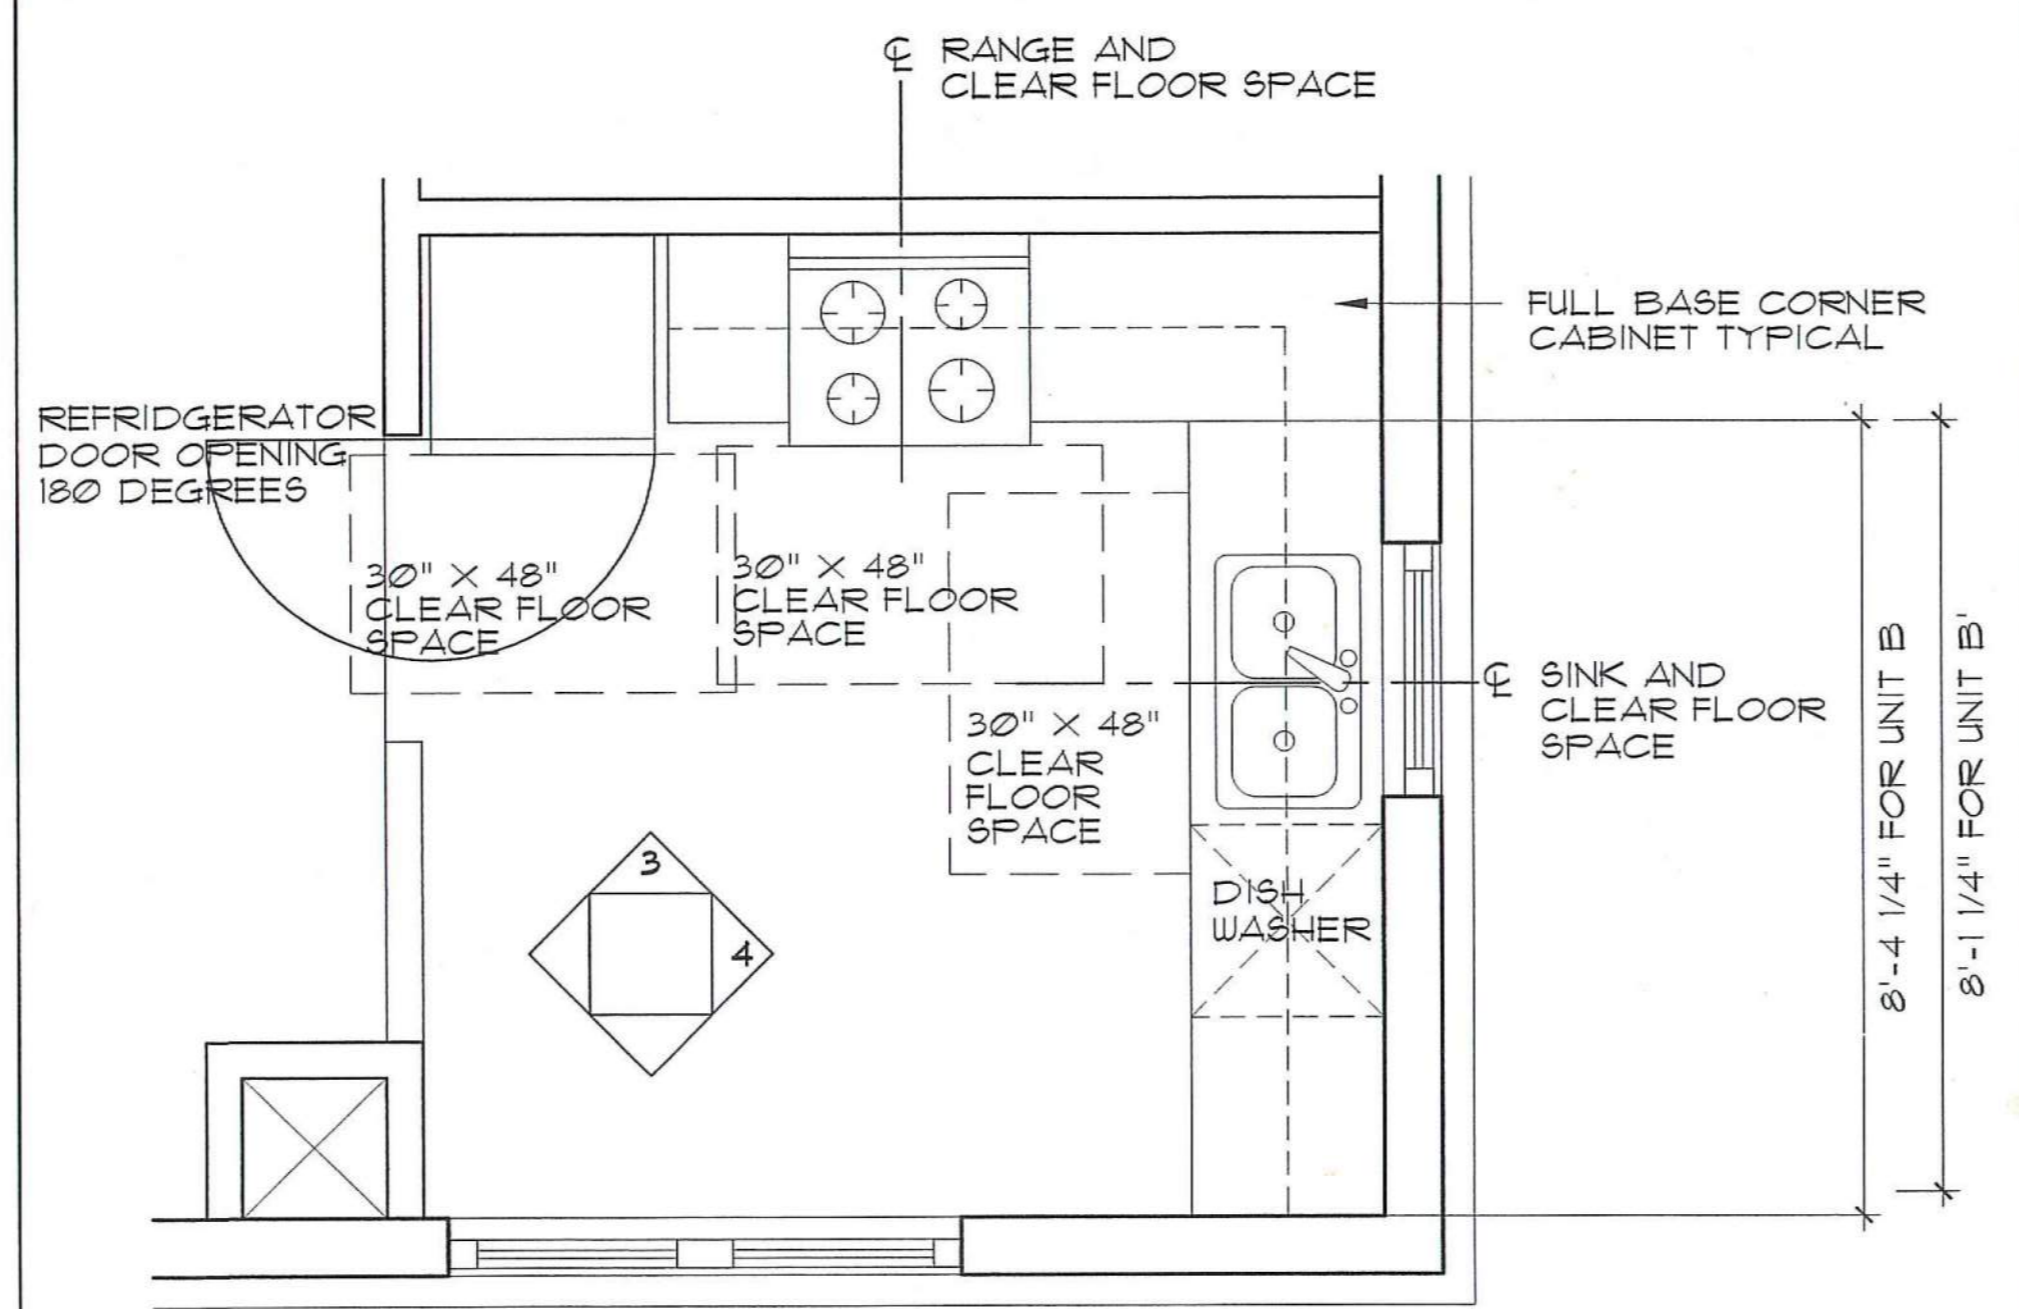 ℄ RANGE AND
CLEAR FLOOR SPACE
FULL BASE CORNER
CABINET TYPICAL
REFRIDGERATOR
DOOR OPENING
180 DEGREES
30" X 48"
CLEAR FLOOR
SPACE
30" X 48"
CLEAR FLOOR
SPACE
℄ SINK AND
CLEAR FLOOR
SPACE
30" X 48"
CLEAR
FLOOR
SPACE
3
4
DISH
WASHER
8'-4 1/4" FOR UNIT B
8'-1 1/4" FOR UNIT B'